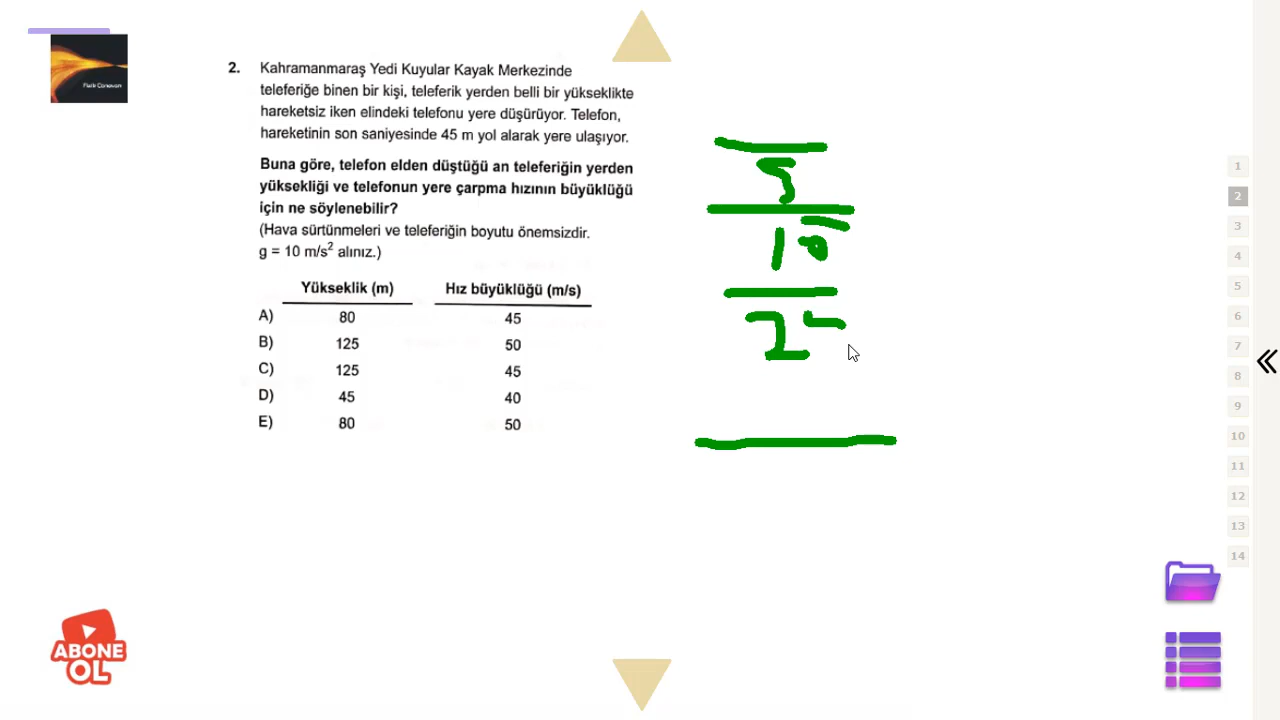 Fizik Canavarı
2. Kahramanmaraş Yedi Kuyular Kayak Merkezinde
teleferiğe binen bir kişi, teleferik yerden belli bir yükseklikte
hareketsiz iken elindeki telefonu yere düşürüyor. Telefon,
hareketinin son saniyesinde 45 m yol alarak yere ulaşıyor.
Buna göre, telefon elden düştüğü an teleferiğin yerden
yüksekliği ve telefonun yere çarpma hızının büyüklüğü
için ne söylenebilir?
(Hava sürtünmeleri ve teleferiğin boyutu önemsizdir.
g = 10 m/s² alınız.)
Yükseklik (m) Hız büyüklüğü (m/s)
A) 80 45
B) 125 50
C) 125 45
D) 45 40
E) 80 50
5
25
1
2
3
4
5
6
7
8
9
10
11
12
13
14
ABONE
OL